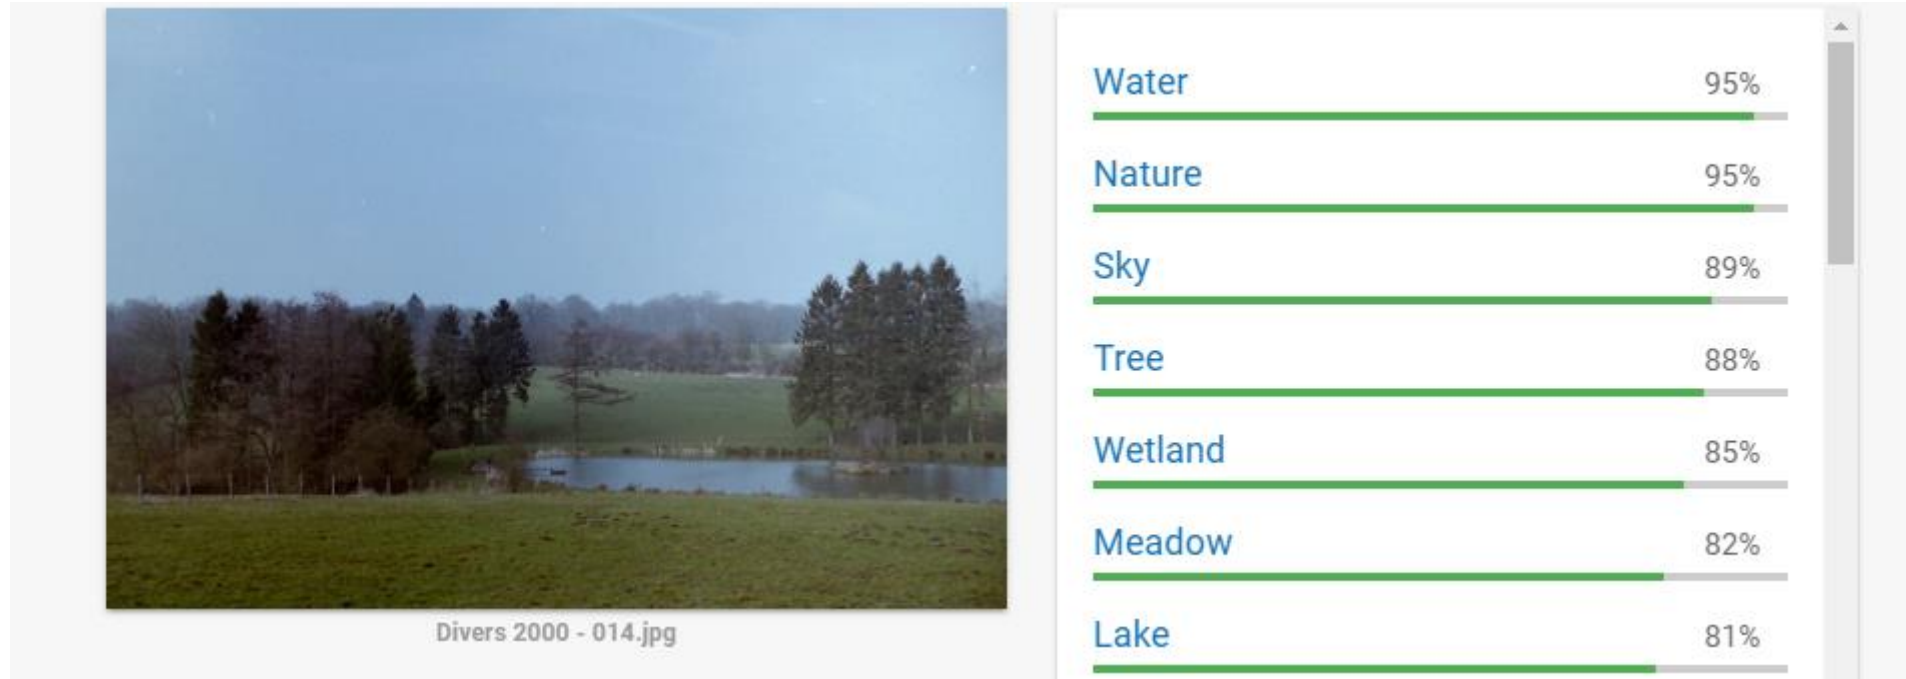 Water 95%
Nature 95%
Sky 89%
Tree 88%
Wetland 85%
Meadow 82%
Lake 81%
Divers 2000 - 014.jpg